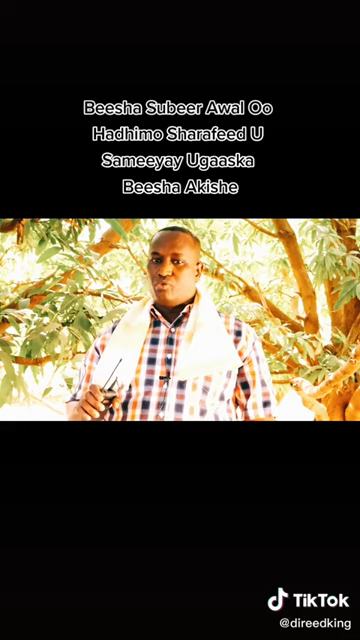 Beesha Subeer Awal Oo
Hadhimo Sharafeed U
Sameeyay Ugaaska
Beesha Akishe
TikTok
@direedking